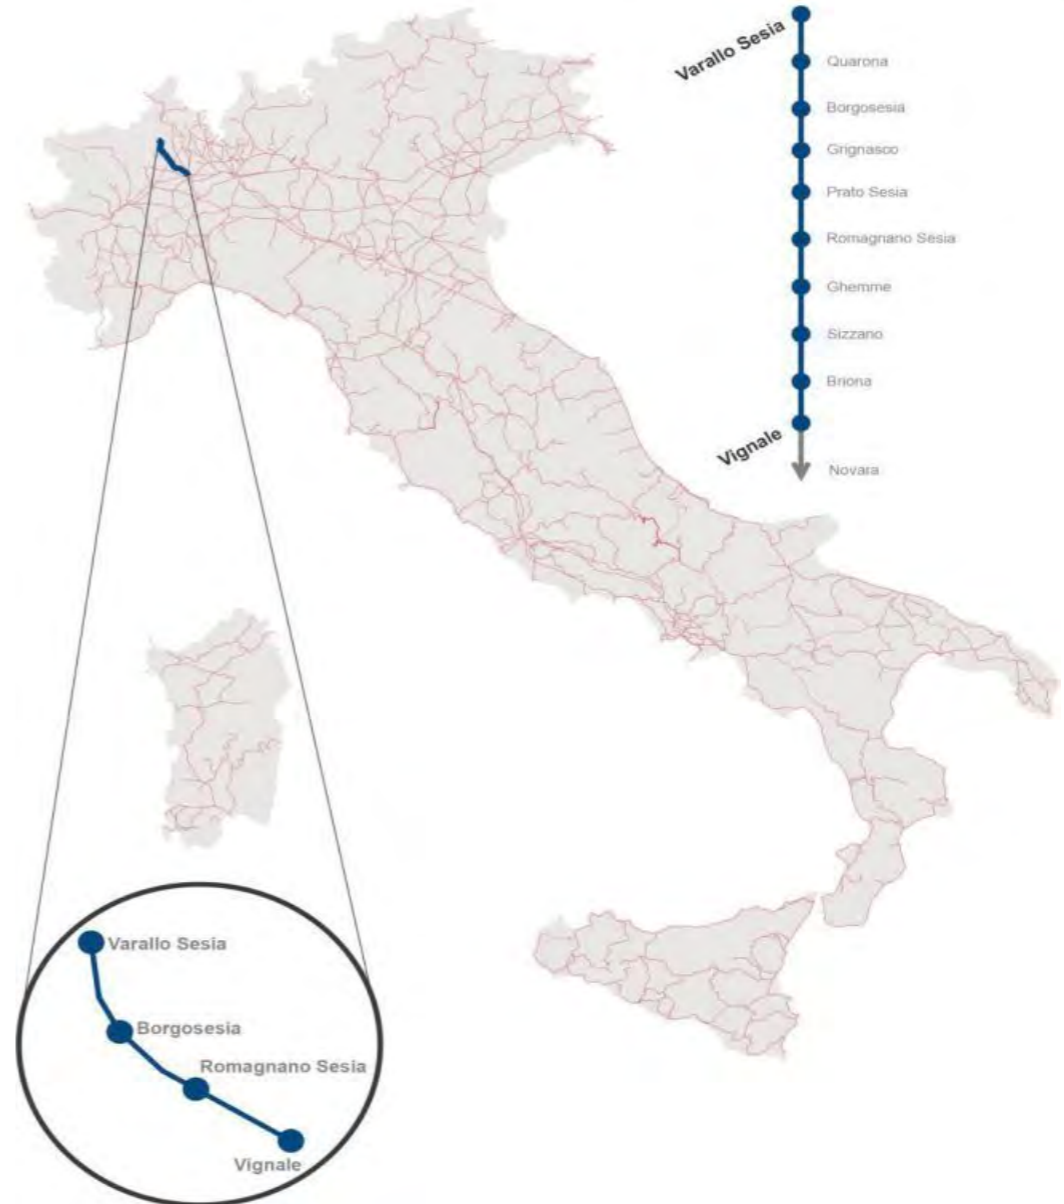 Varallo Sesia
Quarona
Borgosesia
Grignasco
Prato Sesia
Romagnano Sesia
Ghemme
Sizzano
Briona
Vignale
Novara
Varallo Sesia
Borgosesia
Romagnano Sesia
Vignale